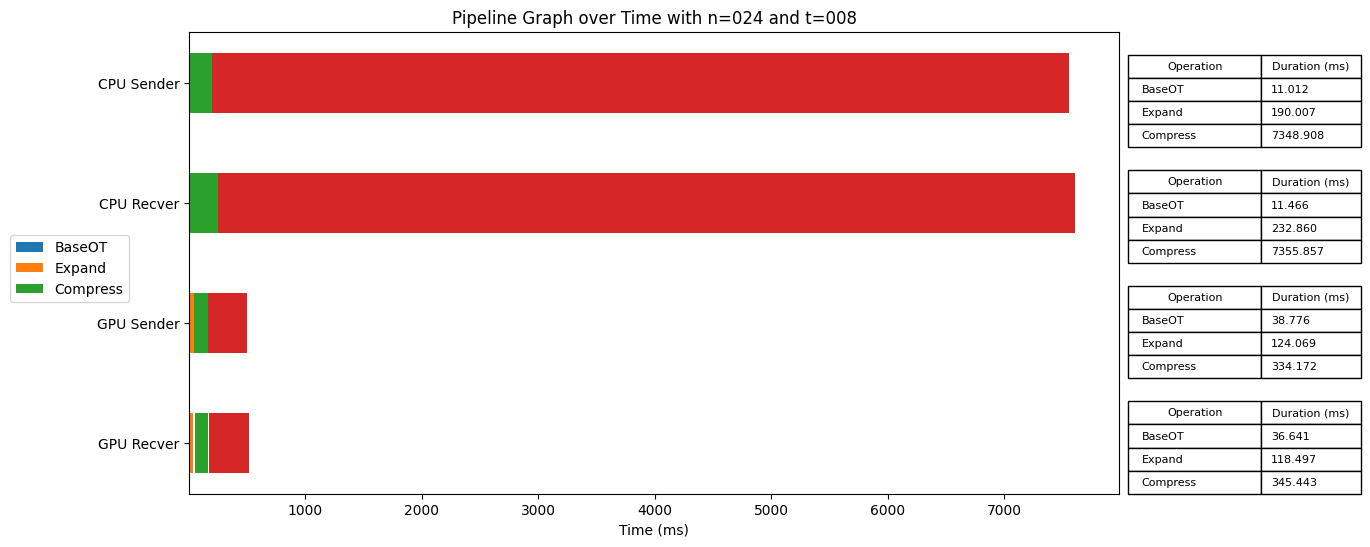 Pipeline Graph over Time with n=024 and t=008
CPU Sender
CPU Recver
GPU Sender
GPU Recver
BaseOT
Expand
Compress
1000 2000 3000 4000 5000 6000 7000
Time (ms)
Operation Duration (ms)
BaseOT 11.012
Expand 190.007
Compress 7348.908
Operation Duration (ms)
BaseOT 11.466
Expand 232.860
Compress 7355.857
Operation Duration (ms)
BaseOT 38.776
Expand 124.069
Compress 334.172
Operation Duration (ms)
BaseOT 36.641
Expand 118.497
Compress 345.443